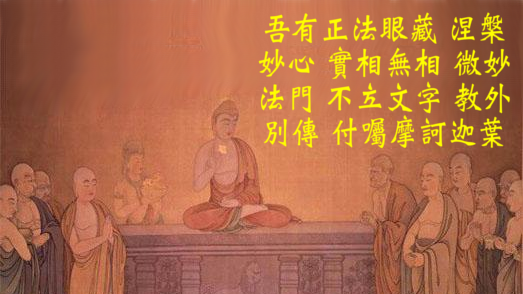 吾有正法眼藏 涅槃
妙心 實相無相 微妙
法門 不立文字 教外
別傳 付囑摩訶迦葉